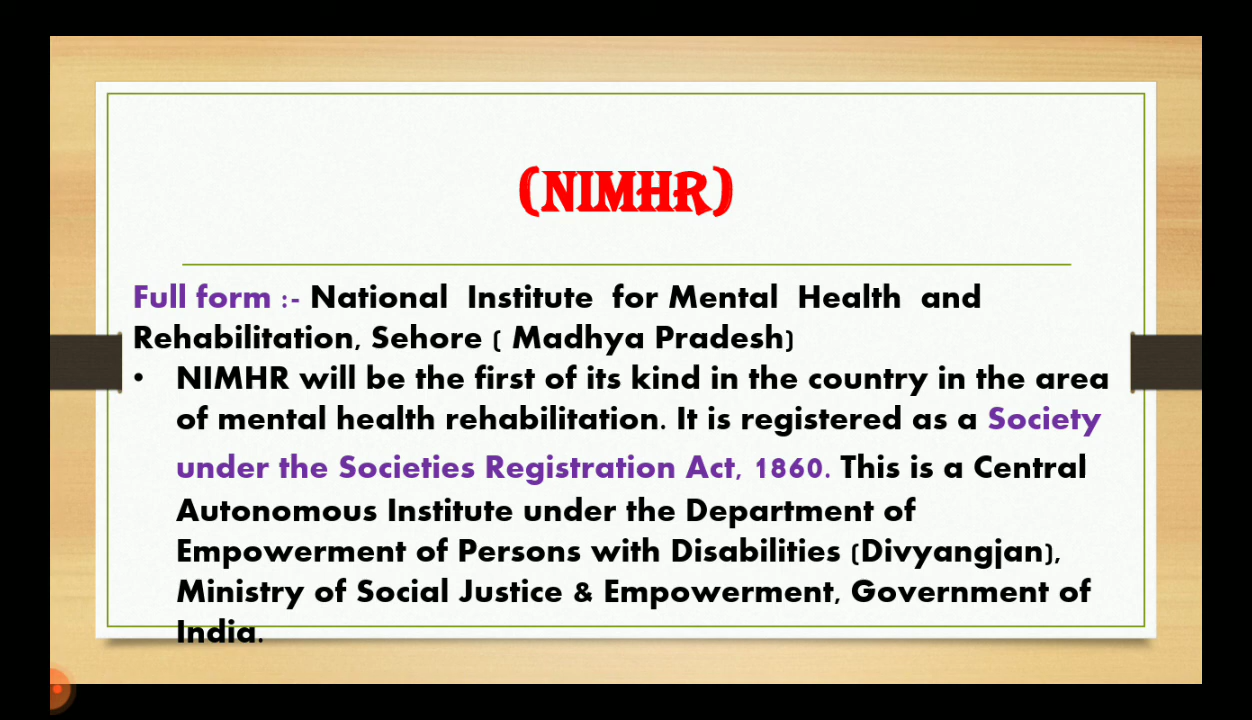 (NIMHR)
Full form :- National Institute for Mental Health and
Rehabilitation, Sehore ( Madhya Pradesh)
• NIMHR will be the first of its kind in the country in the area
of mental health rehabilitation. It is registered as a Society
under the Societies Registration Act, 1860. This is a Central
Autonomous Institute under the Department of
Empowerment of Persons with Disabilities (Divyangjan),
Ministry of Social Justice & Empowerment, Government of
India.